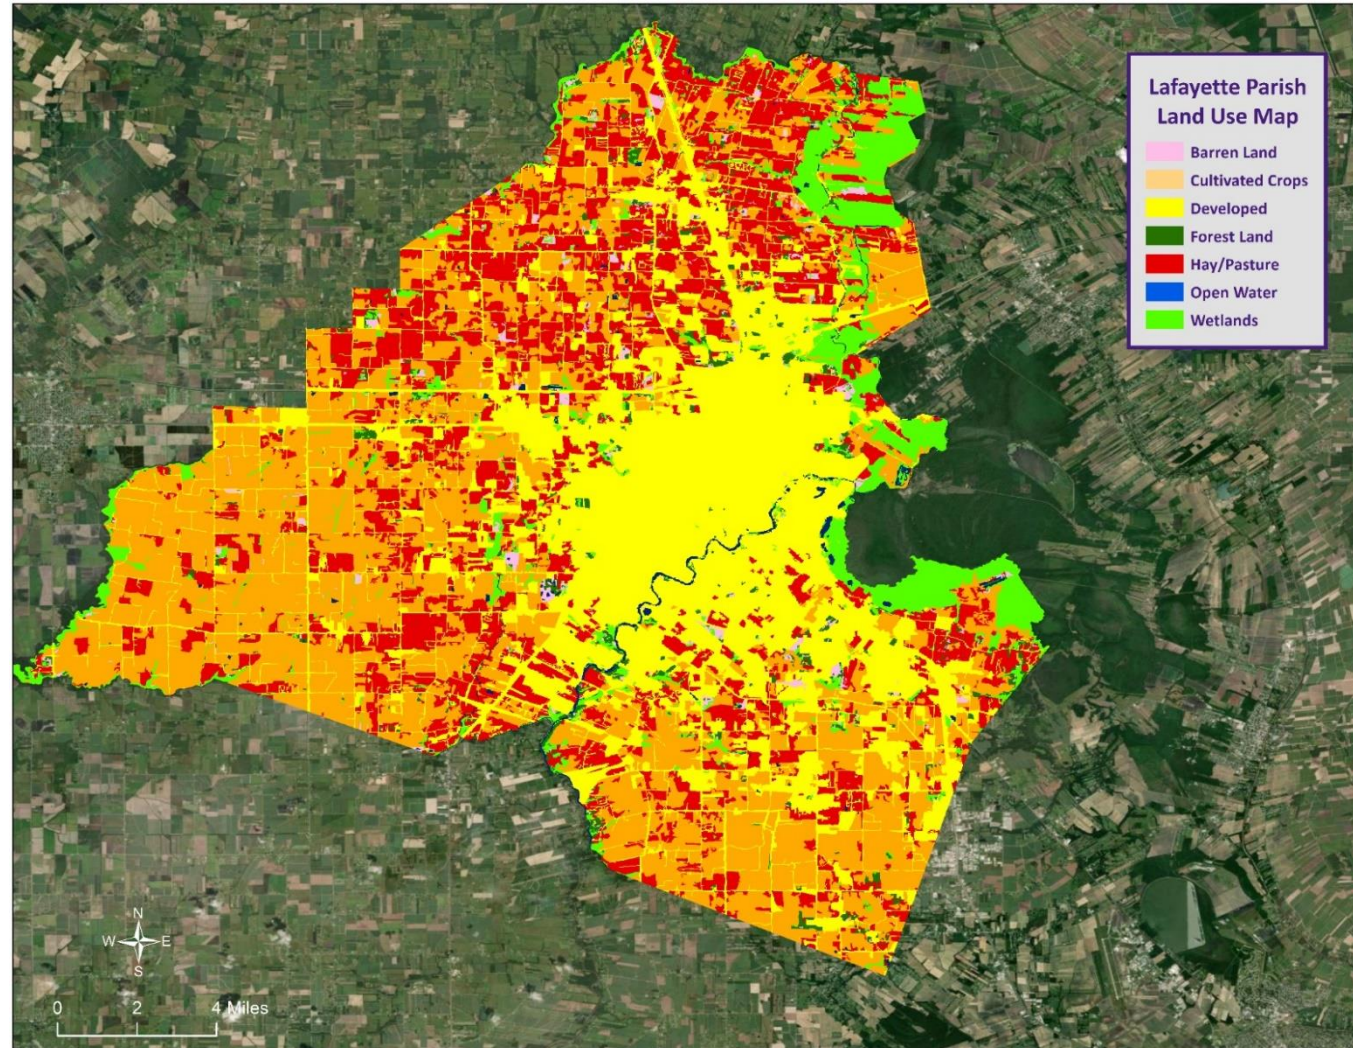 Lafayette Parish
Land Use Map
Barren Land
Cultivated Crops
Developed
Forest Land
Hay/Pasture
Open Water
Wetlands
N
W E
S
0 2 4 Miles